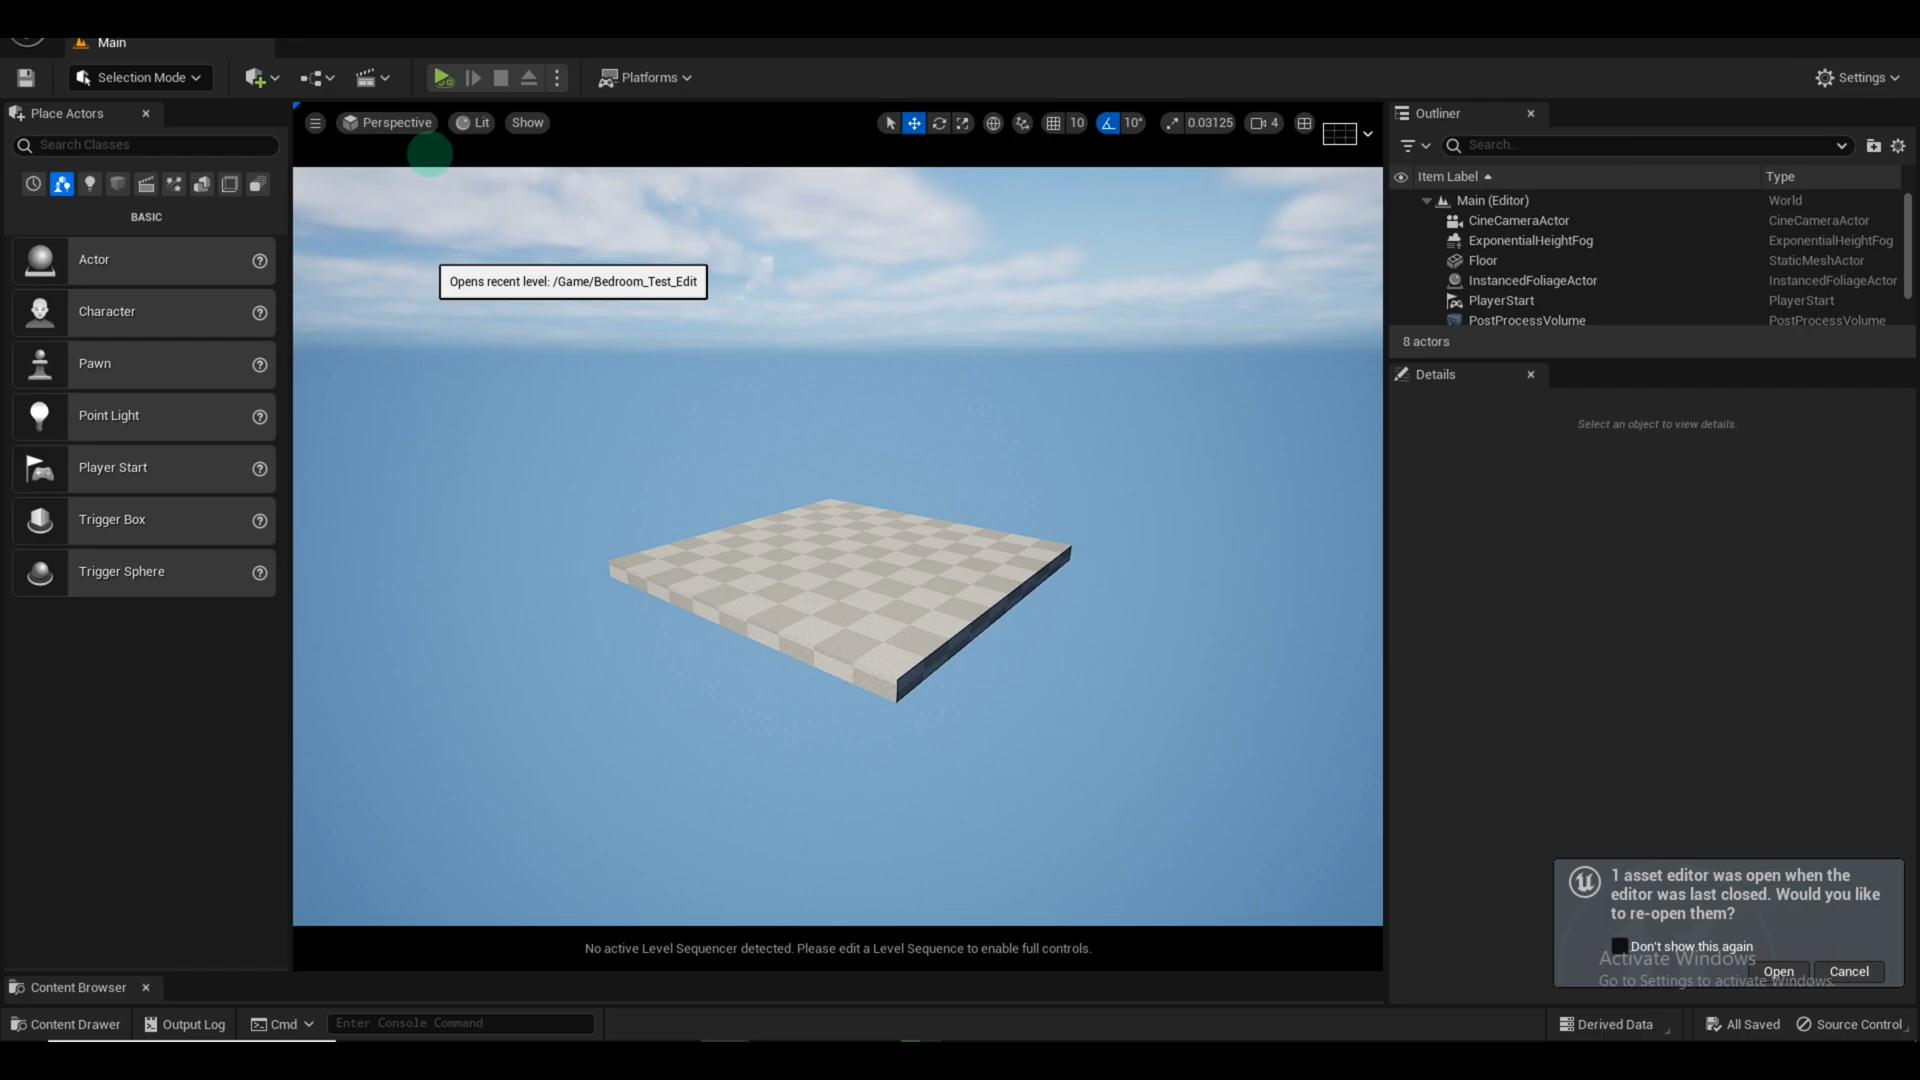 Main
Selection Mode
Platforms
Settings
Place Actors
Search Classes
BASIC
Actor
Character
Pawn
Point Light
Player Start
Trigger Box
Trigger Sphere
Perspective
Lit
Show
10
10°
0.03125
4
Opens recent level: /Game/Bedroom_Test_Edit
No active Level Sequencer detected. Please edit a Level Sequence to enable full controls.
Outliner
Search...
Item Label
Type
Main (Editor)
World
CineCameraActor
CineCameraActor
ExponentialHeightFog
ExponentialHeightFog
Floor
StaticMeshActor
InstancedFoliageActor
InstancedFoliageActor
PlayerStart
PlayerStart
PostProcessVolume
PostProcessVolume
8 actors
Details
Select an object to view details.
1 asset editor was open when the
editor was last closed. Would you like
to re-open them?
Don't show this again
Activate Windows
Open
Cancel
Go to Settings to activate Windows.
Content Browser
Content Drawer
Output Log
Cmd
Enter Console Command
Derived Data
All Saved
Source Control